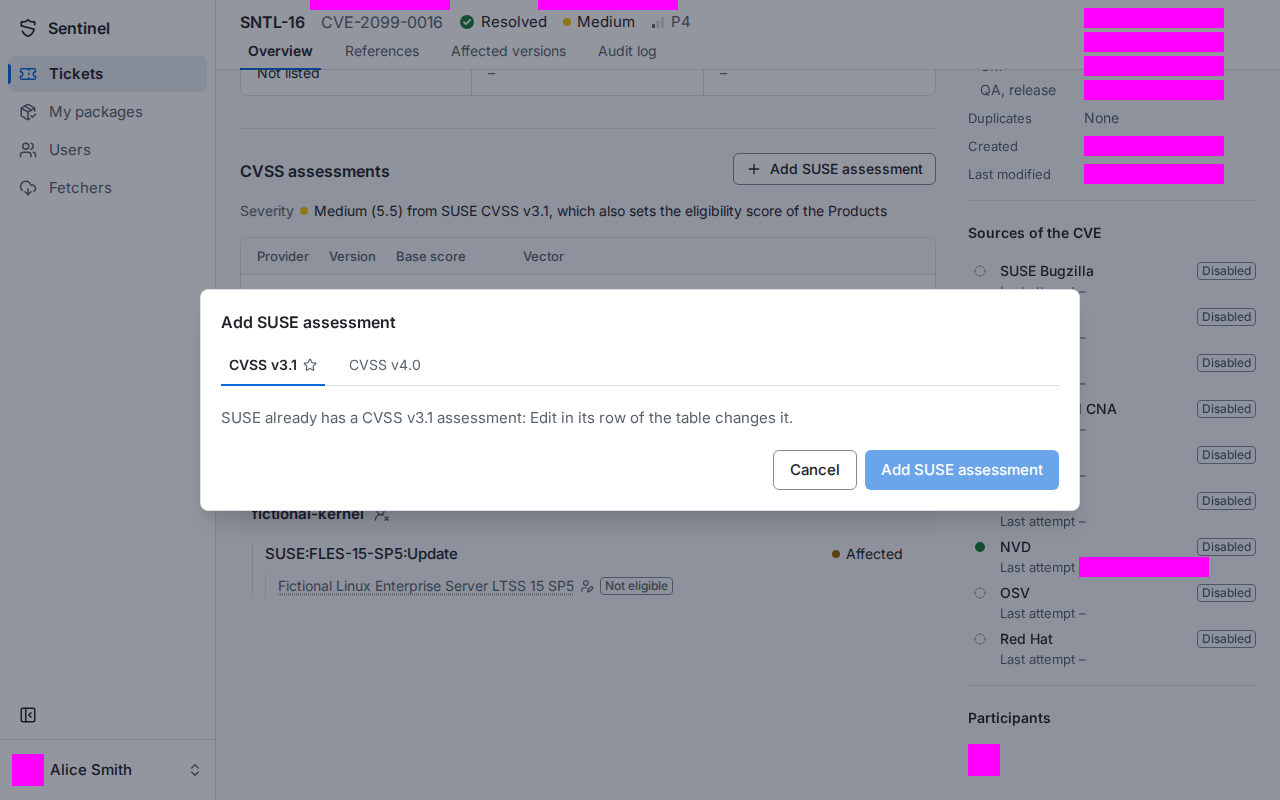 Sentinel
Tickets
My packages
Users
Fetchers
Alice Smith
SNTL-16 CVE-2099-0016 Resolved Medium P4
Overview References Affected versions Audit log
Not listed – –
CVSS assessments
Add SUSE assessment
Severity Medium (5.5) from SUSE CVSS v3.1, which also sets the eligibility score of the Products
Provider Version Base score Vector
Add SUSE assessment
CVSS v3.1 CVSS v4.0
SUSE already has a CVSS v3.1 assessment: Edit in its row of the table changes it.
Cancel Add SUSE assessment
fictional-kernel
SUSE:FLES-15-SP5:Update Affected
Fictional Linux Enterprise Server LTSS 15 SP5 Not eligible
QA, release
Duplicates None
Created
Last modified
Sources of the CVE
SUSE Bugzilla Disabled
Disabled
Disabled
CNA Disabled
Disabled
Disabled
Last attempt –
NVD Disabled
Last attempt
OSV Disabled
Last attempt –
Red Hat Disabled
Last attempt –
Participants